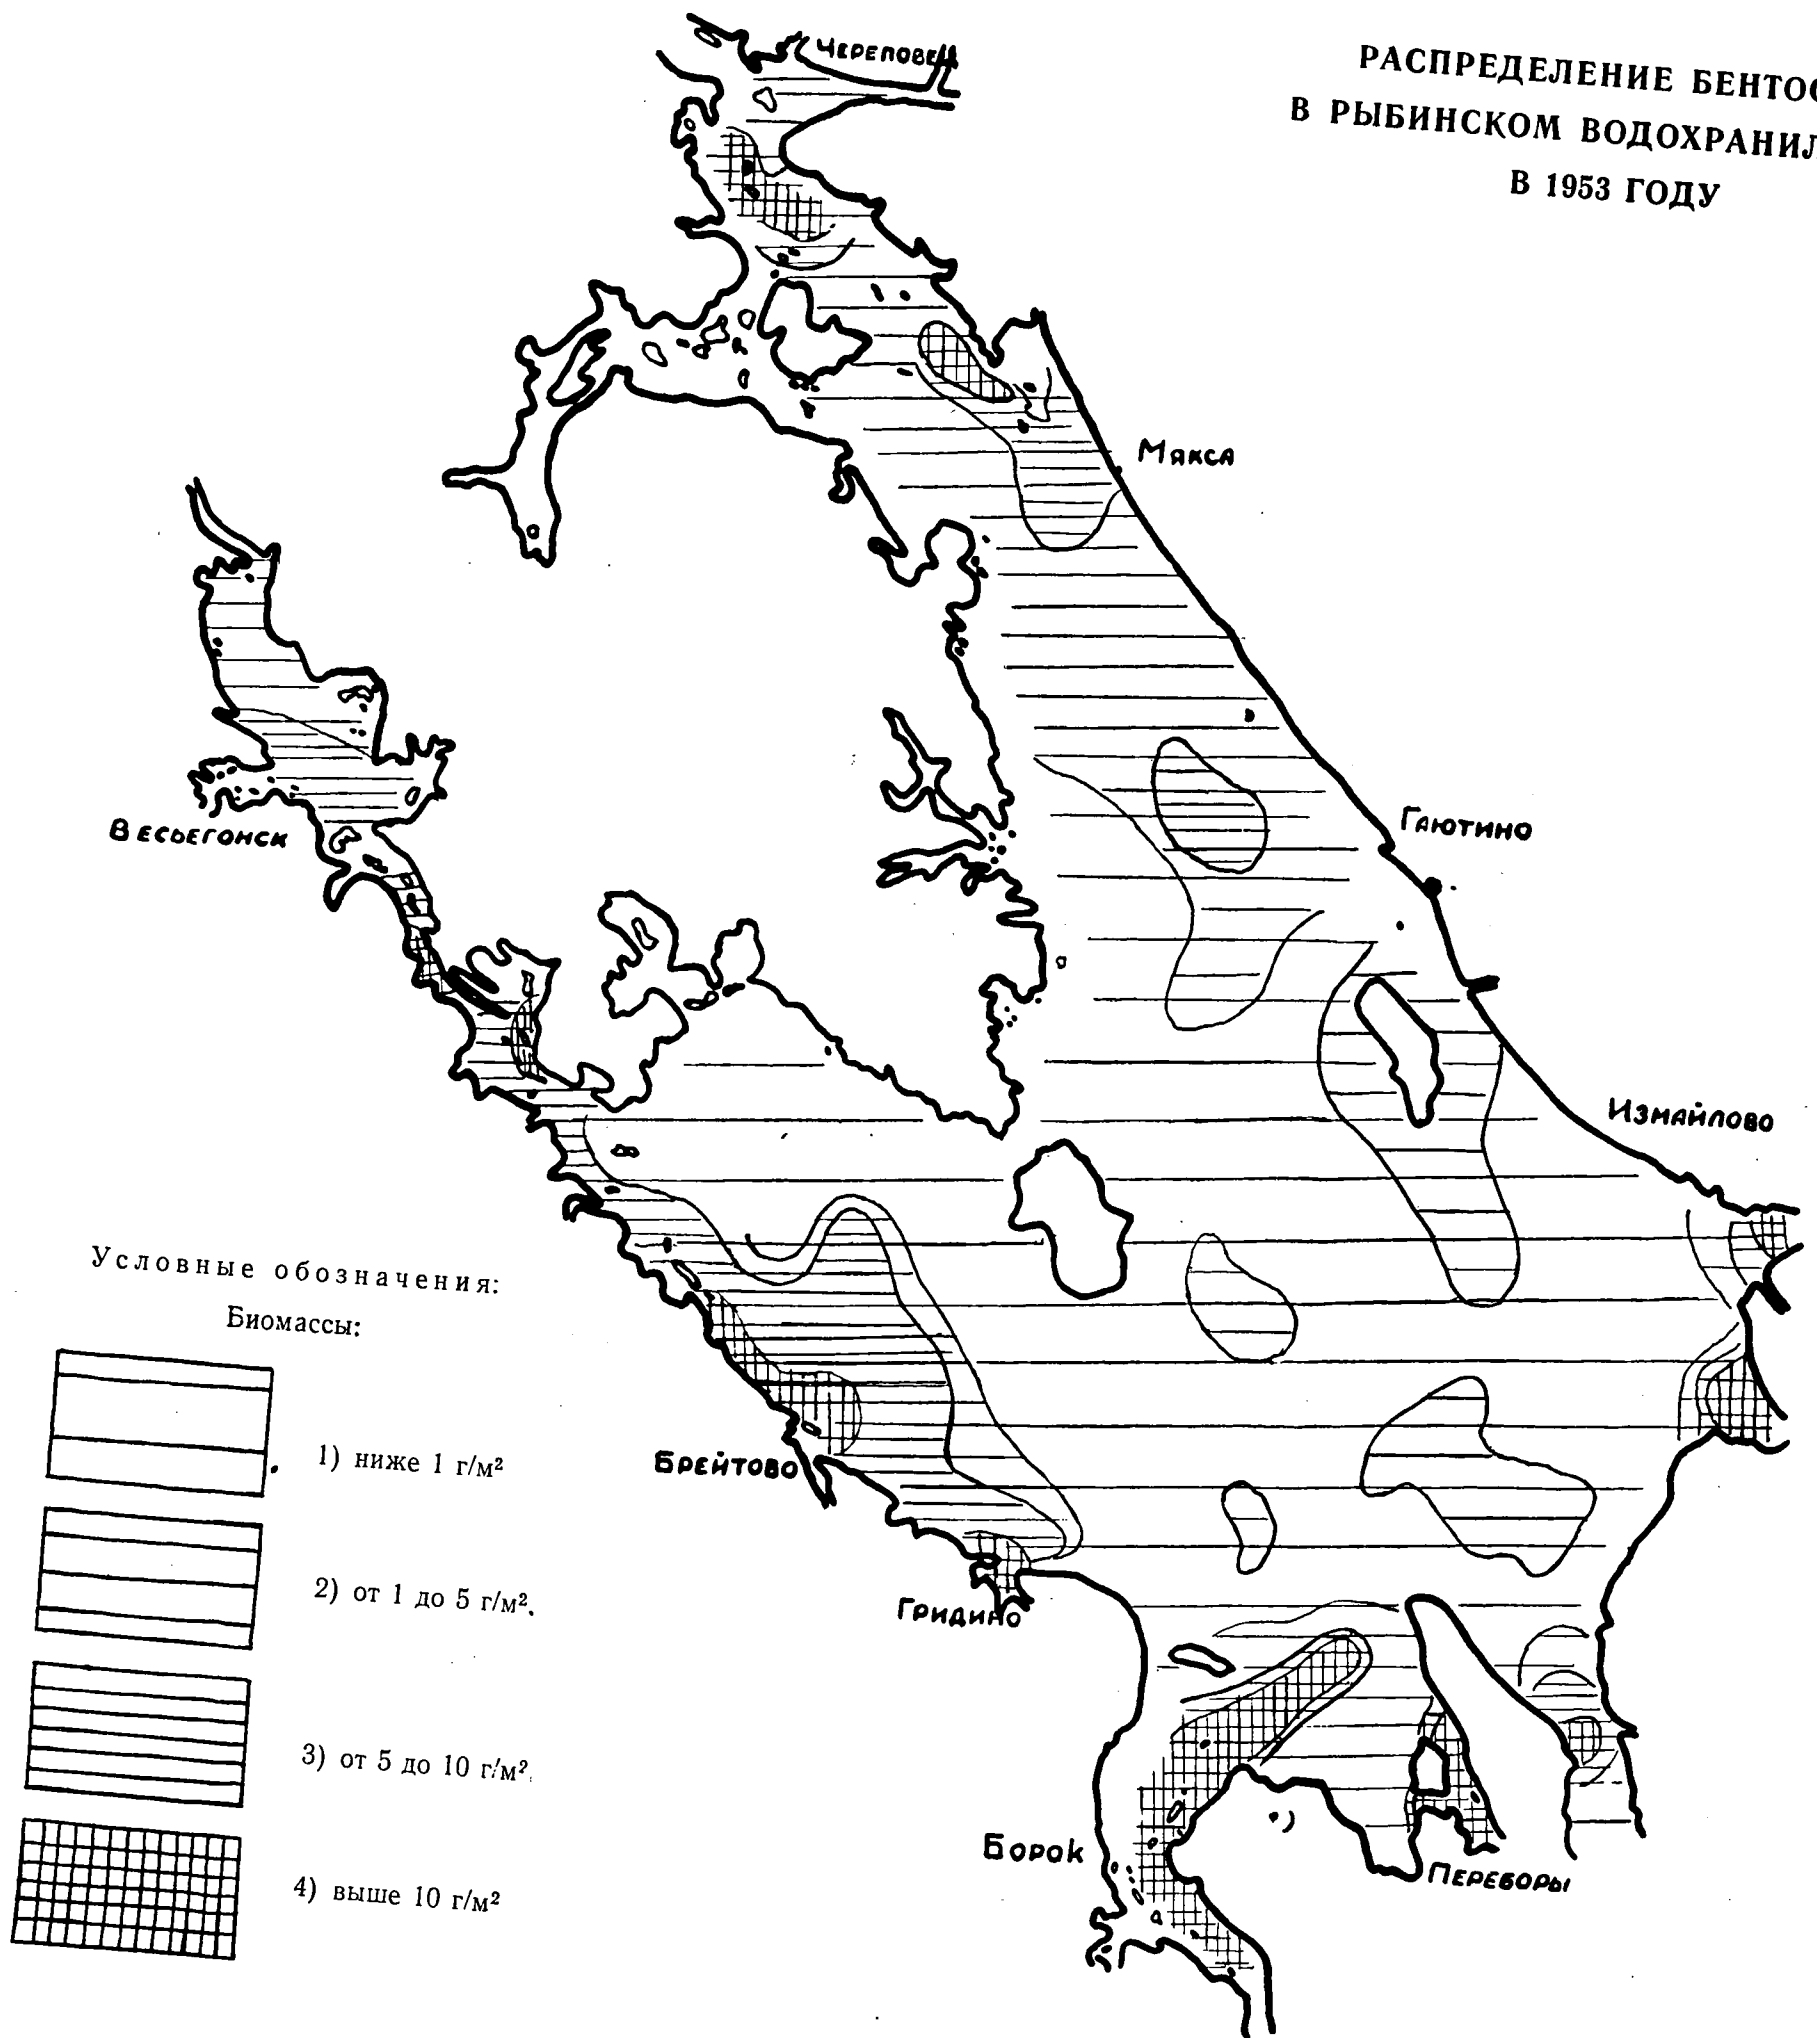 РАСПРЕДЕЛЕНИЕ БЕНТОС
В РЫБИНСКОМ ВОДОХРАНИЛ
В 1953 ГОДУ
ЧЕРЕПОВЕЦ
МЯКСА
ВЕСЬЕГОНСК
ГАЮТИНО
ИЗМАЙЛОВО
Условные обозначения:
Биомассы:
1) ниже 1 г/м²
2) от 1 до 5 г/м².
3) от 5 до 10 г/м².
4) выше 10 г/м²
БРЕЙТОВО
ГРИДИНО
БОРОК
ПЕРЕБОРЫ